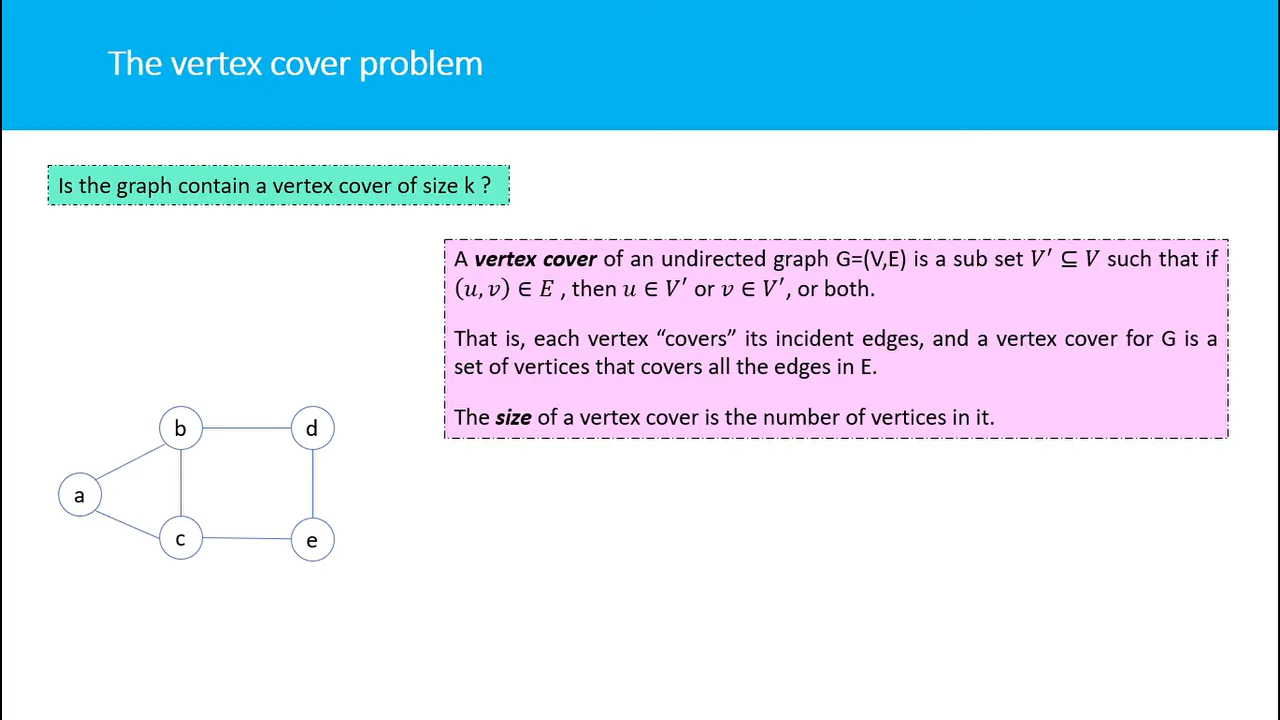 The vertex cover problem
Is the graph contain a vertex cover of size k ?
A vertex cover of an undirected graph G=(V,E) is a sub set V′ ⊆ V such that if
(u, v) ∈ E , then u ∈ V′ or v ∈ V′, or both.
That is, each vertex “covers” its incident edges, and a vertex cover for G is a
set of vertices that covers all the edges in E.
The size of a vertex cover is the number of vertices in it.
b
d
a
c
e